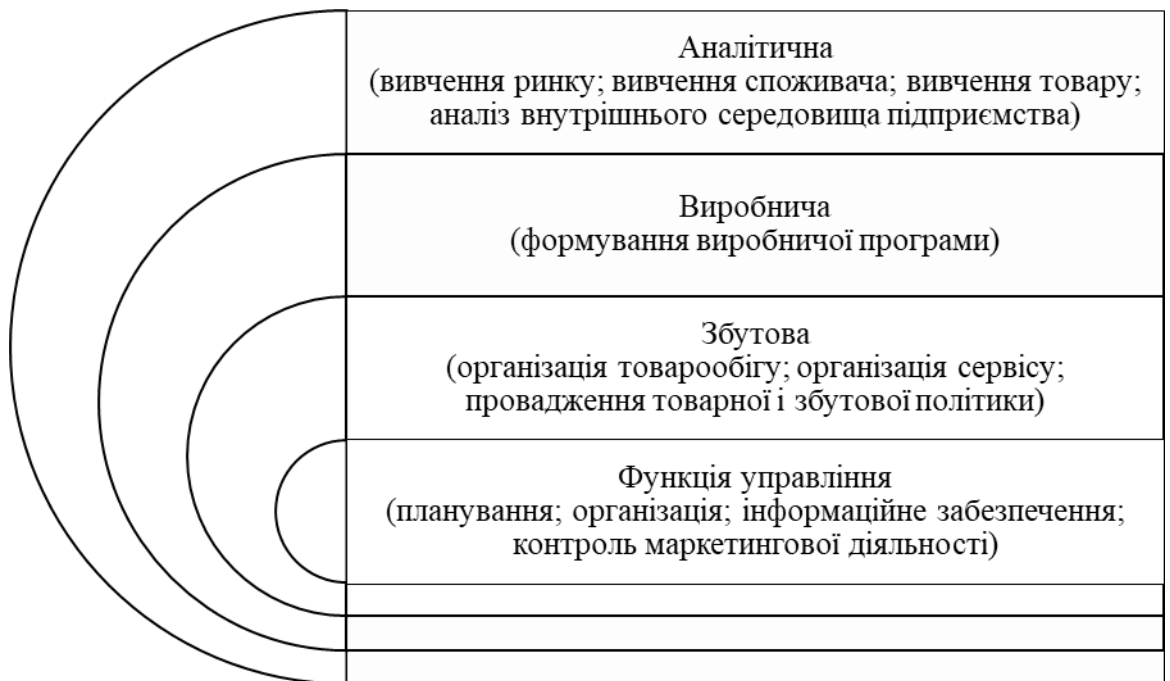 Аналітична
(вивчення ринку; вивчення споживача; вивчення товару;
аналіз внутрішнього середовища підприємства)
Виробнича
(формування виробничої програми)
Збутова
(організація товарообігу; організація сервісу;
провадження товарної і збутової політики)
Функція управління
(планування; організація; інформаційне забезпечення;
контроль маркетингової діяльності)